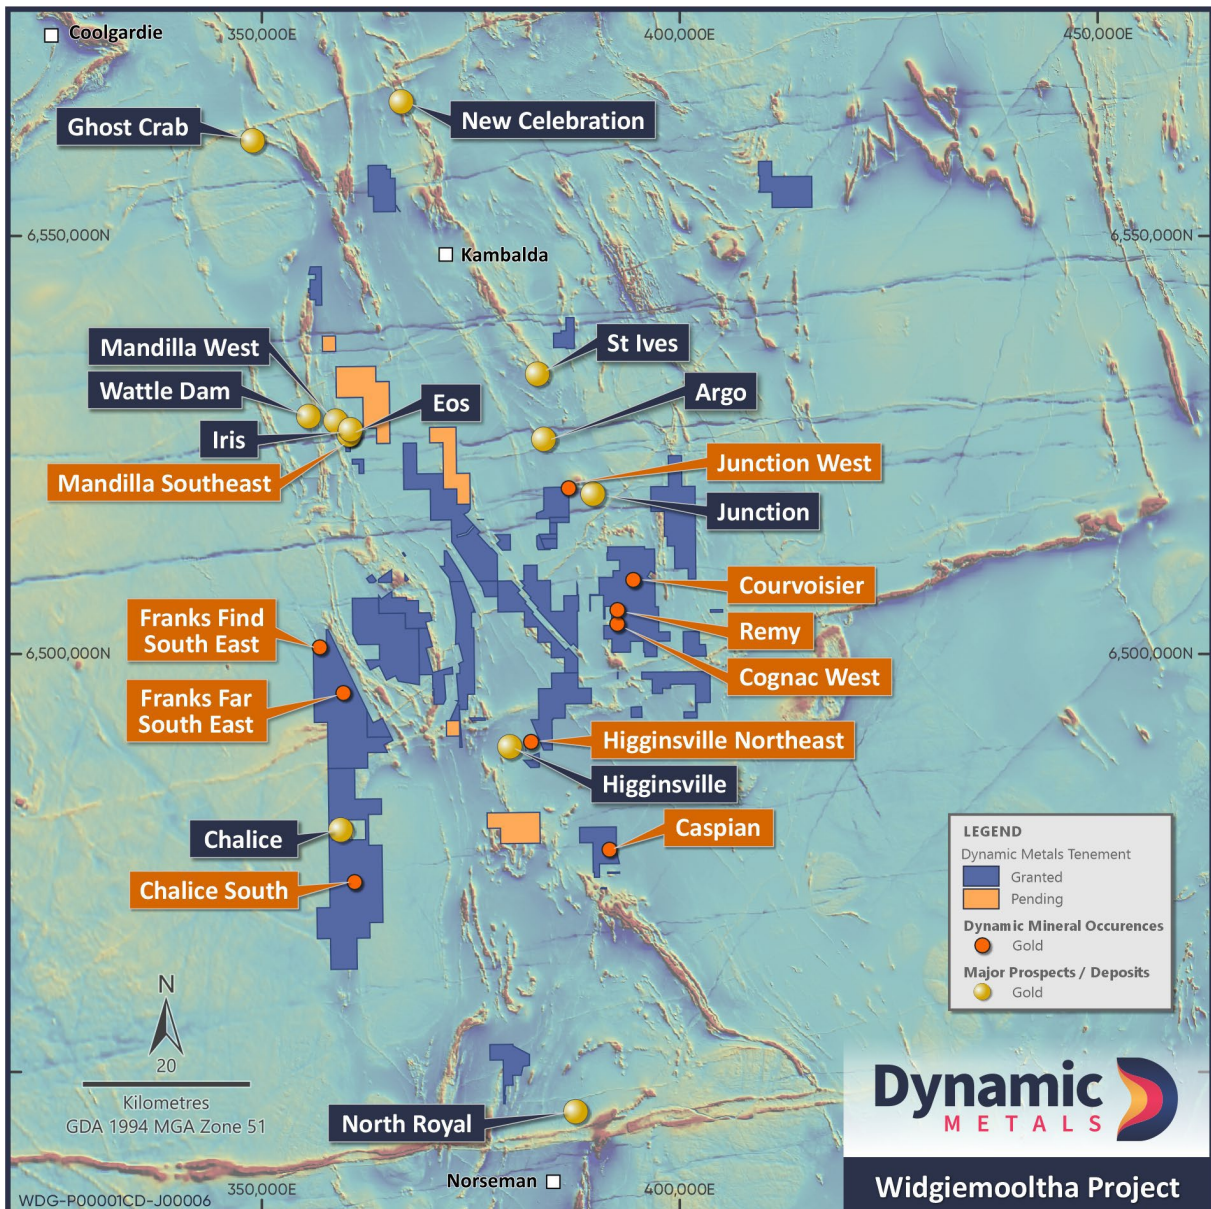 Coolgardie
350,000E
400,000E
450,000E
Ghost Crab
New Celebration
6,550,000N
6,550,000N
Kambalda
Mandilla West
St Ives
Wattle Dam
Eos
Argo
Iris
Mandilla Southeast
Junction West
Junction
Courvoisier
Franks Find
South East
Remy
6,500,000N
6,500,000N
Cognac West
Franks Far
South East
Higginsville Northeast
Higginsville
Chalice
Caspian
Chalice South
LEGEND
Dynamic Metals Tenement
Granted
Pending
Dynamic Mineral Occurences
Gold
Major Prospects / Deposits
Gold
N
20
Kilometres
GDA 1994 MGA Zone 51
North Royal
Dynamic
METALS
Norseman
350,000E
400,000E
WDG-P00001CD-J00006
Widgiemooltha Project